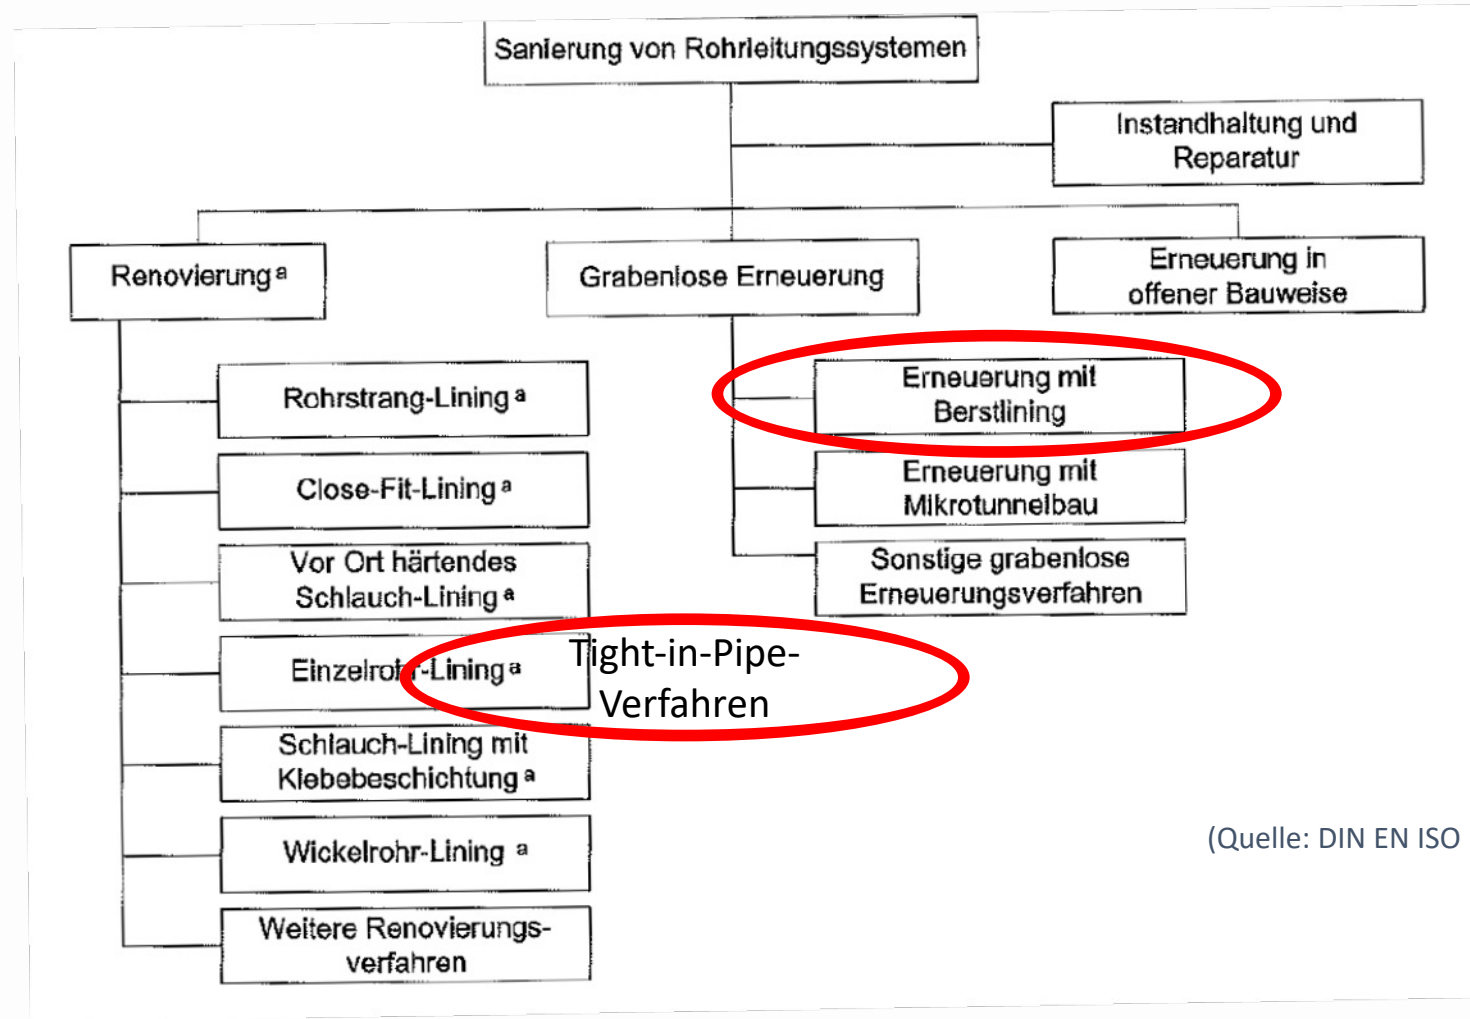 Sanierung von Rohrleitungssystemen
Instandhaltung und
Reparatur
Renovierung a
Grabenlose Erneuerung
Erneuerung in
offener Bauweise
Rohrstrang-Lining a
Close-Fit-Lining a
Vor Ort härtendes
Schlauch-Lining a
Einzelrohr-Lining a
Schlauch-Lining mit
Klebebeschichtung a
Wickelrohr-Lining a
Weitere Renovierungs-
verfahren
Erneuerung mit
Berstlining
Erneuerung mit
Mikrotunnelbau
Sonstige grabenlose
Erneuerungsverfahren
Tight-in-Pipe-
Verfahren
(Quelle: DIN EN ISO